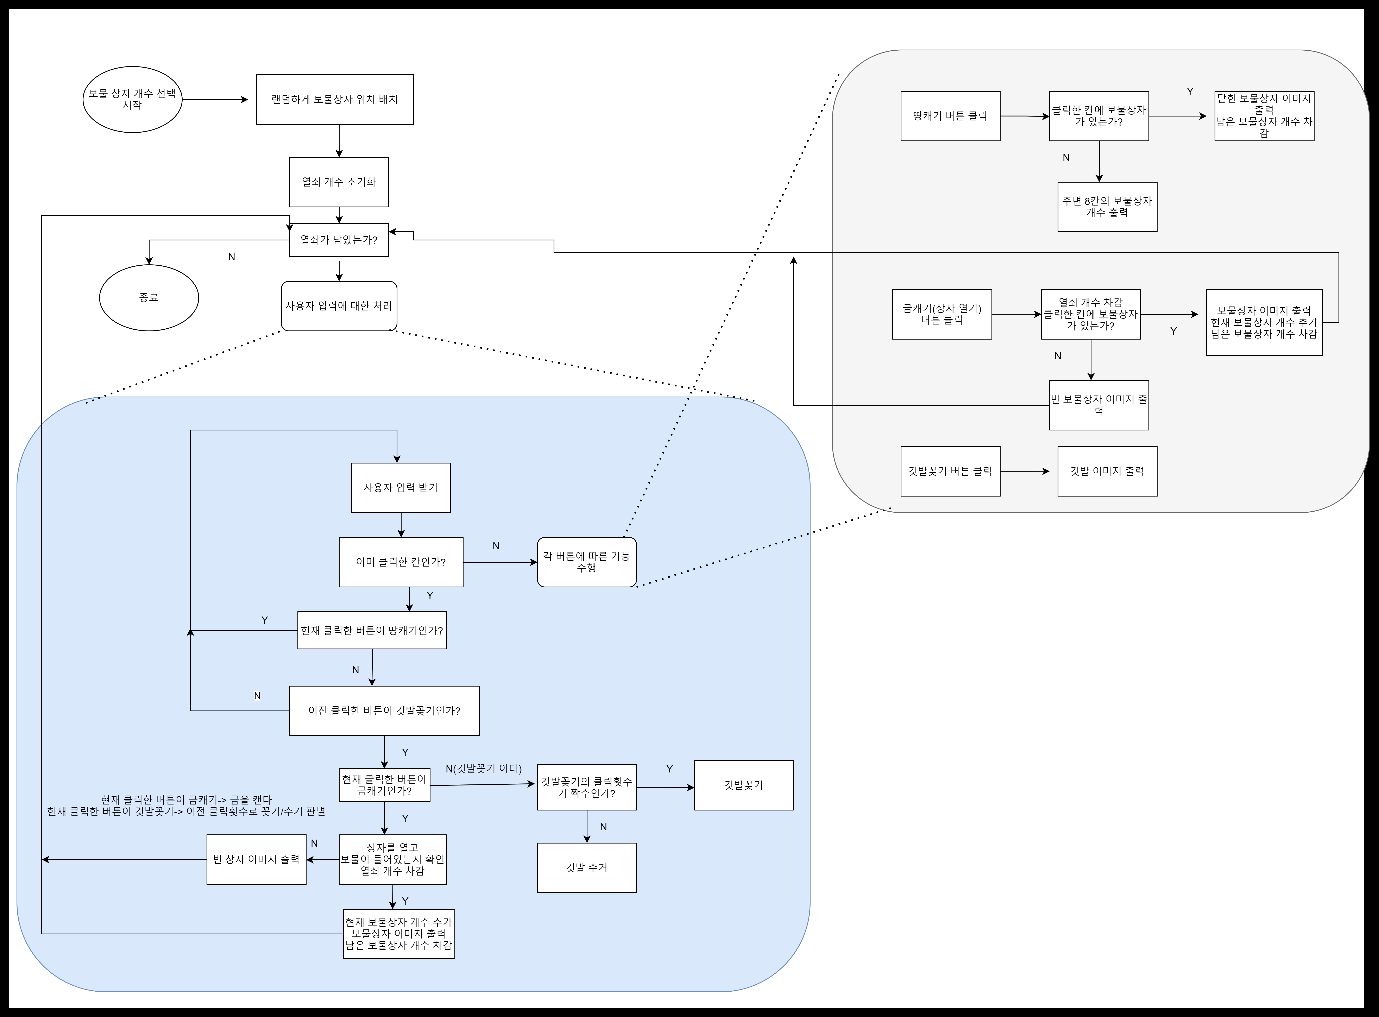 보물 상자 개수 선택
시작
랜덤하게 보물상자 위치 배치
열쇠 개수 초기화
열쇠가 남았는가?
N
종료
사용자 입력에 대한 처리
땅캐기 버튼 클릭
클릭한 칸에 보물상자
가 있는가?
Y
닫힌 보물상자 이미지
출력
남은 보물상자 개수 차
감
N
주변 8칸의 보물상자
개수 출력
금캐기(상자 열기)
버튼 클릭
열쇠 개수 차감
클릭한 칸에 보물상자
가 있는가?
Y
보물상자 이미지 출력
현재 보물상자 개수 추가
남은 보물상자 개수 차감
N
빈 보물상자 이미지 출
력
깃발꽂기 버튼 클릭
깃발 이미지 출력
사용자 입력 받기
이미 클릭한 칸인가?
N
각 버튼에 따른 기능
수행
Y
현재 클릭한 버튼이 땅캐기인가?
Y
N
이전 클릭한 버튼이 깃발꽂기인가?
N
Y
현재 클릭한 버튼이
금캐기인가?
N(깃발꽂기 이다)
깃발꽂기의 클릭횟수
가 짝수인가?
Y
깃발꽂기
N
깃발 수거
현재 클릭한 버튼이 금캐기-> 금을 캔다
현재 클릭한 버튼이 깃발꽂기-> 이전 클릭횟수로 꽂기/수거 판별
Y
상자를 열고
보물이 들어있는지 확인
열쇠 개수 차감
N
빈 상자 이미지 출력
Y
현재 보물상자 개수 추가
보물상자 이미지 출력
남은 보물상자 개수 차감